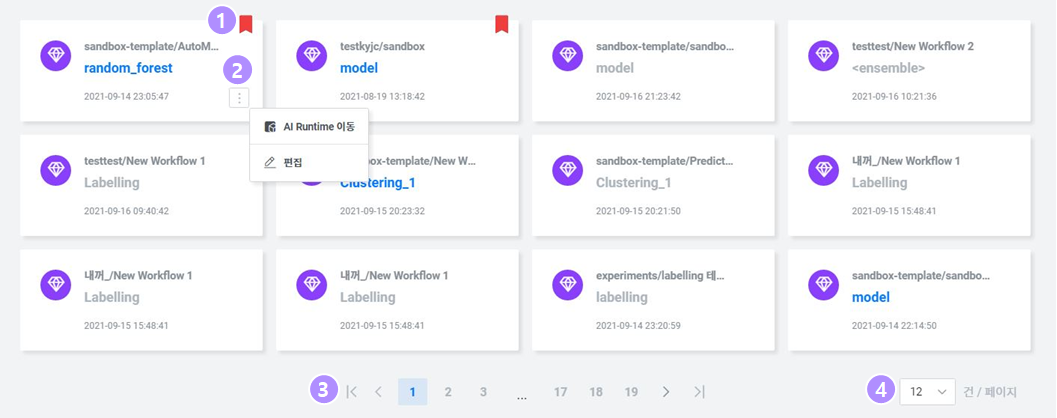 1
sandbox-template/AutoM...
random_forest
2021-09-14 23:05:47
2
AI Runtime 이동
편집
testkyjc/sandbox
model
2021-08-19 13:18:42
sandbox-template/sandbo...
model
2021-09-16 21:23:42
testtest/New Workflow 2
<ensemble>
2021-09-16 10:21:36
testtest/New Workflow 1
Labelling
2021-09-16 09:40:42
box-template/New W...
Clustering_1
2021-09-15 20:23:32
sandbox-template/Predict...
Clustering_1
2021-09-15 20:21:50
내꺼_/New Workflow 1
Labelling
2021-09-15 15:48:41
내꺼_/New Workflow 1
Labelling
2021-09-15 15:48:41
내꺼_/New Workflow 1
Labelling
2021-09-15 15:48:41
experiments/labelling 테...
labelling
2021-09-14 23:20:59
sandbox-template/sandbo...
model
2021-09-14 22:14:50
3
1 2 3 ... 17 18 19
4
12 건 / 페이지